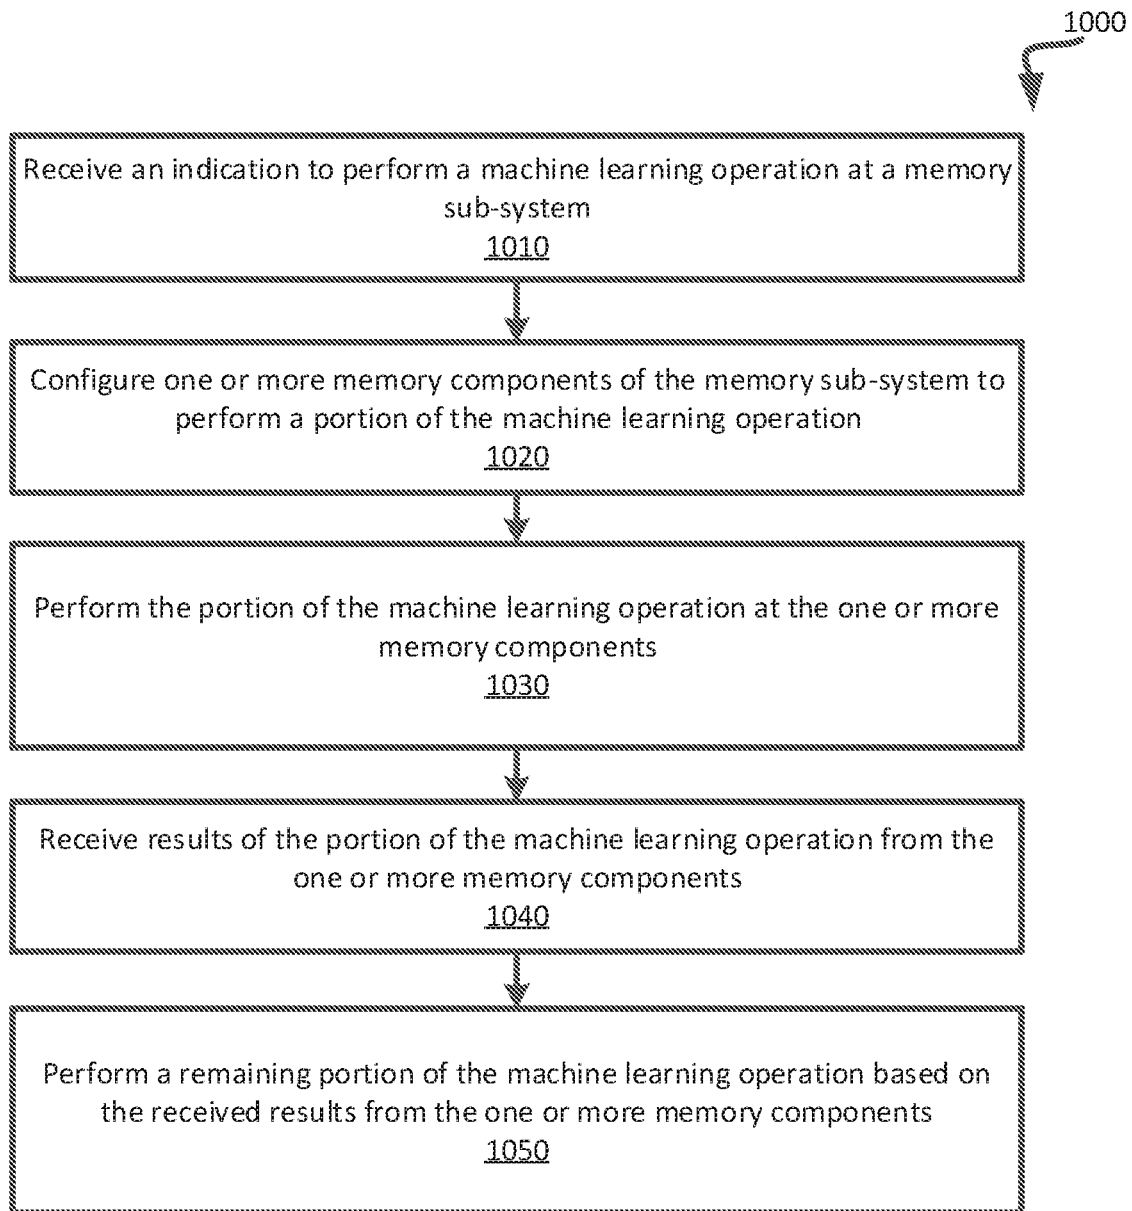 1000
Receive an indication to perform a machine learning operation at a memory
sub-system
1010
Configure one or more memory components of the memory sub-system to
perform a portion of the machine learning operation
1020
Perform the portion of the machine learning operation at the one or more
memory components
1030
Receive results of the portion of the machine learning operation from the
one or more memory components
1040
Perform a remaining portion of the machine learning operation based on
the received results from the one or more memory components
1050